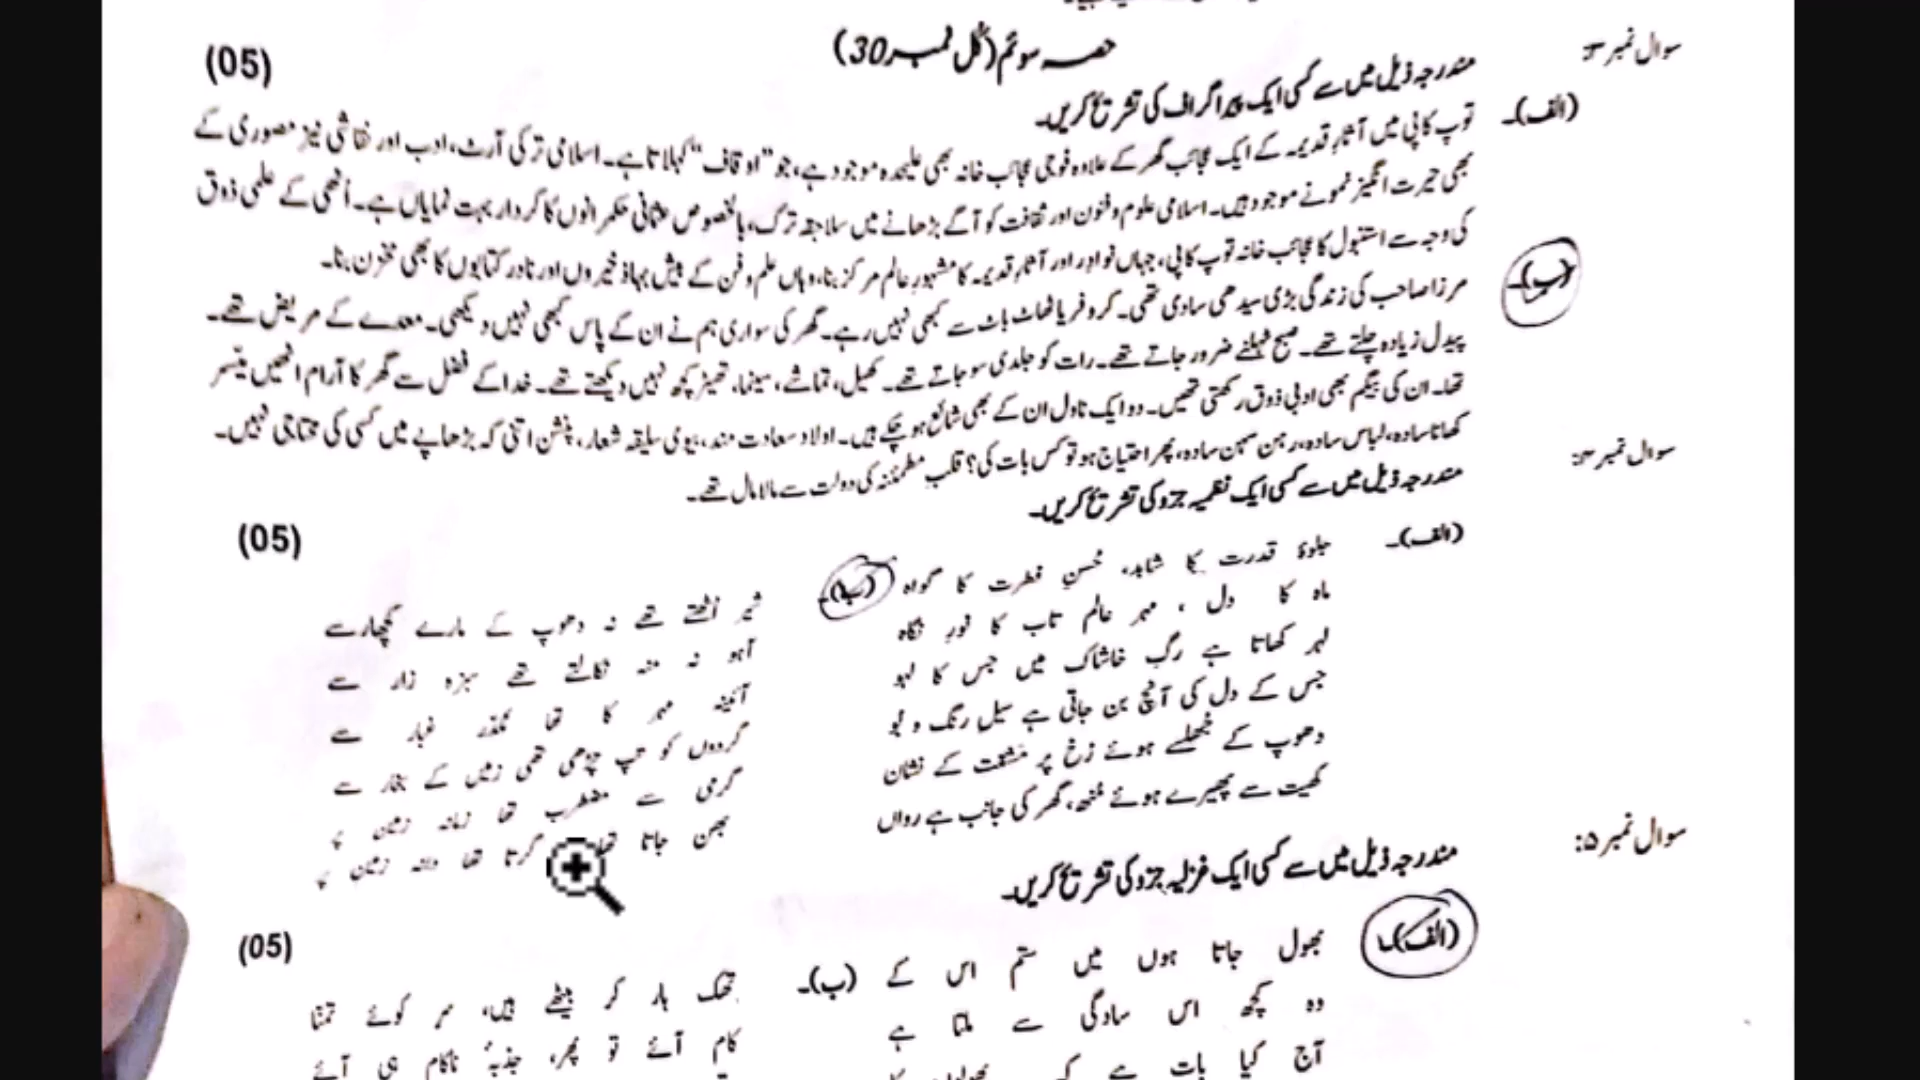 حصہ سوئم (کُل نمبر 30)
سوال نمبر ۳:
مندرجہ ذیل میں سے کسی ایک پیراگراف کی تشریح کریں۔ (05)
(الف)۔ توپ کاپی میں آثارِ قدیمہ کے ایک عجائب گھر کے علاوہ فوجی عجائب خانہ بھی علیحدہ موجود ہے، جو "اوقاف" کہلاتا ہے۔ اسلامی ترکی آرٹ، ادب اور نقاشی نیز مصوری کے
بھی حیرت انگیز نمونے موجود ہیں۔ اسلامی علوم و فنون اور ثقافت کو آگے بڑھانے میں سلاجقہ ترک، بالخصوص عثمانی حکمرانوں کا کردار بہت نمایاں ہے۔ اُنھی کے علمی ذوق
کی وجہ سے استنبول کا عجائب خانہ توپ کاپی، جہاں نوادر اور آثارِ قدیمہ کا مشہورِ عالم مرکز بنا، وہاں علم و فن کے بیش بہا ذخیروں اور نادر کتابوں کا بھی مخزن بنا۔
(ب)۔ مرزا صاحب کی زندگی بڑی سیدھی سادی تھی۔ کروفر یا ٹھاٹ باٹ سے کبھی نہیں رہے۔ گھر کی سواری ہم نے ان کے پاس کبھی نہیں دیکھی۔ معدے کے مریض تھے۔
پیدل زیادہ چلتے تھے۔ صبح ٹہلنے ضرور جاتے تھے۔ رات کو جلدی سو جاتے تھے۔ کھیل، تماشے، سینما، تھیٹر کچھ نہیں دیکھتے تھے۔ خدا کے فضل سے گھر کا آرام انھیں میسر
تھا۔ ان کی بیگم بھی ادبی ذوق رکھتی تھیں۔ دو ایک ناول ان کے بھی شائع ہو چکے ہیں۔ اولاد سعادت مند، بیوی سلیقہ شعار، پنشن اتنی کہ بڑھاپے میں کسی کی محتاجی نہیں۔
کھانا سادہ، لباس سادہ، رہن سہن سادہ، پھر احتیاج ہو تو کس بات کی؟ قلبِ مطمئنہ کی دولت سے مالا مال تھے۔
سوال نمبر ۴:
مندرجہ ذیل میں سے کسی ایک نظمیہ جزو کی تشریح کریں۔ (05)
(الف)۔ جلوۂ قدرت کا شاہد، حُسنِ فطرت کا گواہ
ماہ کا دل، مہرِ عالم تاب کا نورِ نگاہ
لہر کھاتا ہے رگِ خاشاک میں جس کا لہو
جس کے دل کی آنچ بن جاتی ہے سیلِ رنگ و بُو
دھوپ کے جُھلسے ہوئے رُخ پر مشقت کے نشان
کھیت سے پھیرے ہوئے مُنھ، گھر کی جانب ہے رواں
(ب)۔ شیر اُٹھتے تھے نہ دھوپ کے مارے کچھار سے
آہو نہ منہ نکالتے تھے سبزہ زار سے
آئینہ مہر کا تھا مکدّر غبار سے
گردوں کو تپ چڑھی تھی زمیں کے بخار سے
گرمی سے مضطرب تھا زمانہ زمین پر
بھن جاتا تھا گرتا تھا دانہ زمین پر
سوال نمبر ۵:
مندرجہ ذیل میں سے کسی ایک غزلیہ جزو کی تشریح کریں۔ (05)
(الف)۔ بھول جاتا ہوں میں ستم اس کے
وہ کچھ اس سادگی سے ملتا ہے
آج کیا بات ہے کہ پھولوں کا
(ب)۔ تھک ہار کر بیٹھے ہیں، سرِ کوئے تمنا
کام آئے تو پھر، جذبۂ ناکام ہی آئے